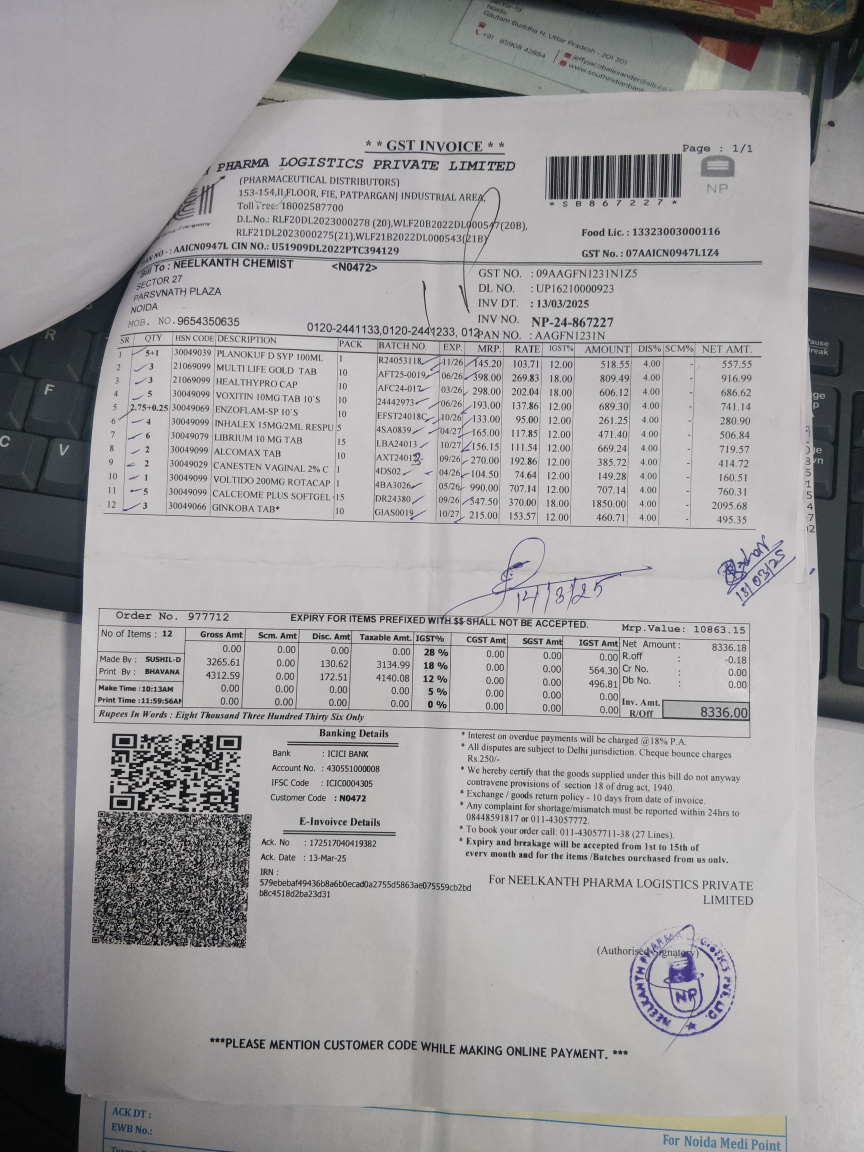 Sector-19
Noida
Gautam Buddha N, Uttar Pradesh - 201 301
+91
* * GST INVOICE * *
Page : 1/1
PHARMA LOGISTICS PRIVATE LIMITED
(PHARMACEUTICAL DISTRIBUTORS)
153-154,II,FLOOR, FIE, PATPARGANJ INDUSTRIAL AREA,
Toll Free: 18002587700
D.L.No.: RLF20DL2023000278 (20),WLF20B2022DL000547(20B),
RLF21DL2023000275(21),WLF21B2022DL000543(21B)
PAN NO - : AAICN0947L CIN NO.: U51909DL2022PTC394129
*SB867227*
NP
Food Lic. : 13323003000116
GST No. : 07AAICN0947L1Z4
Bill To : NEELKANTH CHEMIST <N0472>
SECTOR 27
PARSVNATH PLAZA
NOIDA
MOB. NO.9654350635
0120-2441133,0120-2441233, 012
GST NO. : 09AAGFN1231N1Z5
DL NO. : UP16210000923
INV DT. : 13/03/2025
INV NO. NP-24-867227
PAN NO. : AAGFN1231N
SR QTY HSN CODE DESCRIPTION PACK BATCH NO. EXP. MRP. RATE IGST% AMOUNT DIS% SCM% NET AMT.
1 5+1 30049039 PLANOKUF D SYP 100ML 1 R2405311R 11/26 145.20 103.71 12.00 518.55 4.00 - 557.55
2 3 21069099 MULTI LIFE GOLD TAB 10 AFT25-0019 06/26 398.00 269.83 18.00 809.49 4.00 - 916.99
3 3 21069099 HEALTHYPRO CAP 10 AFC24-017 03/26 298.00 202.04 18.00 606.12 4.00 - 686.62
4 5 30049099 VOXITIN 10MG TAB 10`S 10 24442973 06/26 193.00 137.86 12.00 689.30 4.00 - 741.14
5 2.75+0.25 30049069 ENZOFLAM-SP 10`S 10 EFST24018C 10/26 133.00 95.00 12.00 261.25 4.00 - 280.90
6 4 30049099 INHALEX 15MG/2ML RESPU 5 4SA0839 04/27 165.00 117.85 12.00 471.40 4.00 - 506.84
7 6 30049079 LIBRIUM 10 MG TAB 15 LBA24013 10/27 156.15 111.54 12.00 669.24 4.00 - 719.57
8 2 30049099 ALCOMAX TAB 10 AXT24012 09/26 270.00 192.86 12.00 385.72 4.00 - 414.72
9 2 30049029 CANESTEN VAGINAL 2% C 1 4DS02 04/26 104.50 74.64 12.00 149.28 4.00 - 160.51
10 1 30049099 VOLTIDO 200MG ROTACAP 1 4BA3026 05/26 990.00 707.14 12.00 707.14 4.00 - 760.31
11 5 30049099 CALCEOME PLUS SOFTGEL 15 DR24380 09/26 547.50 370.00 18.00 1850.00 4.00 - 2095.68
12 3 30049066 GINKOBA TAB* 10 GIAS0019 10/27 215.00 153.57 12.00 460.71 4.00 - 495.35
14/3/25
13/03/25
Order No. 977712 EXPIRY FOR ITEMS PREFIXED WITH $$ SHALL NOT BE ACCEPTED. Mrp.Value: 10863.15
No of Items : 12 Gross Amt Scm. Amt Disc. Amt Taxable Amt. IGST% CGST Amt SGST Amt IGST Amt Net Amount : 8336.18
0.00 0.00 0.00 0.00 28 % 0.00 0.00 0.00 R.off : -0.18
Made By : SUSHIL-D 3265.61 0.00 130.62 3134.99 18 % 0.00 0.00 564.30 Cr No. : 0.00
Print By : BHAVANA 4312.59 0.00 172.51 4140.08 12 % 0.00 0.00 496.81 Db No. : 0.00
Make Time :10:13AM 0.00 0.00 0.00 0.00 5 % 0.00 0.00 0.00
Print Time :11:59:56AM 0.00 0.00 0.00 0.00 0 % 0.00 0.00 0.00 Inv. Amt. R/Off 8336.00
Rupees In Words : Eight Thousand Three Hundred Thirty Six Only
Banking Details
Bank : ICICI BANK
Account No. : 430551000008
IFSC Code : ICIC0004305
Customer Code : N0472
E-Invoivce Details
Ack. No : 172517040419382
Ack. Date : 13-Mar-25
IRN :
579ebebaf49436b8a6b0ecad0a2755d5863ae075559cb2bd
b8c4518d2ba23d31
* Interest on overdue payments will be charged @18% P.A.
* All disputes are subject to Delhi jurisdiction. Cheque bounce charges
Rs.250/-
* We hereby certify that the goods supplied under this bill do not anyway
contravene provisions of section 18 of drug act, 1940.
* Exchange / goods return policy - 10 days from date of invoice.
* Any complaint for shortage/mismatch must be reported within 24hrs to
08448591817 or 011-43057772.
* To book your order call: 011-43057711-38 (27 Lines).
* Expiry and breakage will be accepted from 1st to 15th of
every month and for the items /Batches purchased from us only.
For NEELKANTH PHARMA LOGISTICS PRIVATE
LIMITED
(Authorised Signatory)
NEELKANTH PHARMA LOGISTICS PVT. LTD.
NP
***PLEASE MENTION CUSTOMER CODE WHILE MAKING ONLINE PAYMENT. ***
ACK DT :
EWB No.:
For Noida Medi Point